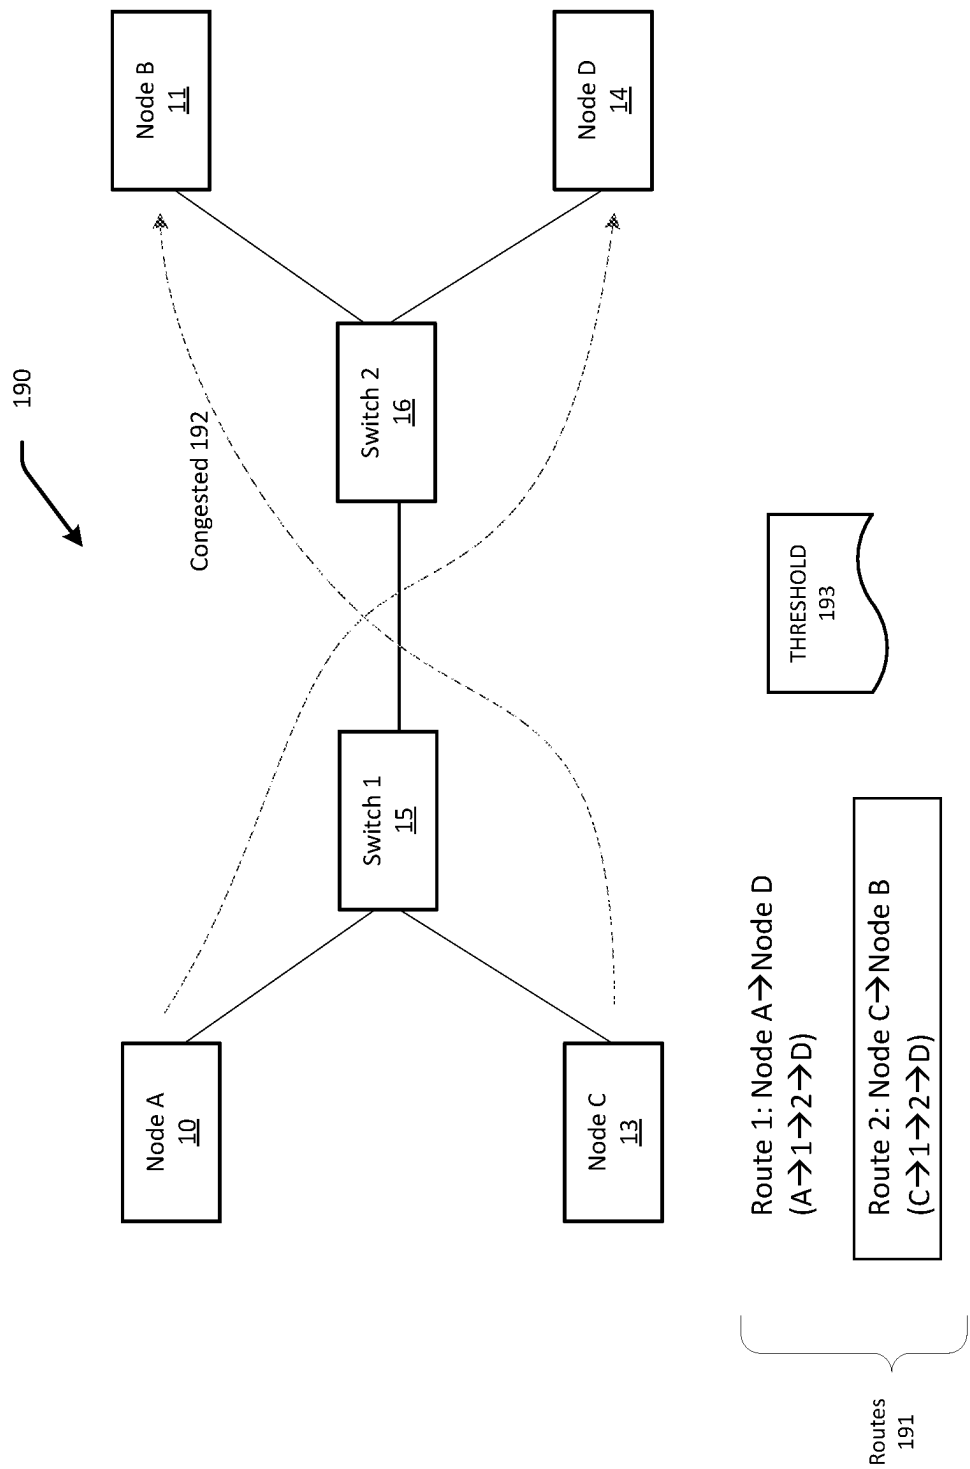 190
Node A
10
Node B
11
Congested 192
Switch 1
15
Switch 2
16
Node C
13
Node D
14
Routes
191
Route 1: Node A→Node D
(A→1→2→D)
Route 2: Node C→Node B
(C→1→2→D)
THRESHOLD
193